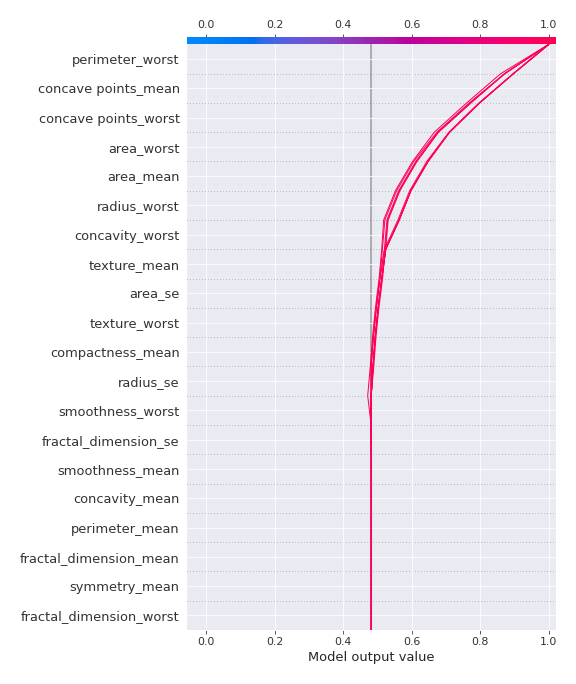 0.0 0.2 0.4 0.6 0.8 1.0
perimeter_worst
concave points_mean
concave points_worst
area_worst
area_mean
radius_worst
concavity_worst
texture_mean
area_se
texture_worst
compactness_mean
radius_se
smoothness_worst
fractal_dimension_se
smoothness_mean
concavity_mean
perimeter_mean
fractal_dimension_mean
symmetry_mean
fractal_dimension_worst
0.0 0.2 0.4 0.6 0.8 1.0
Model output value